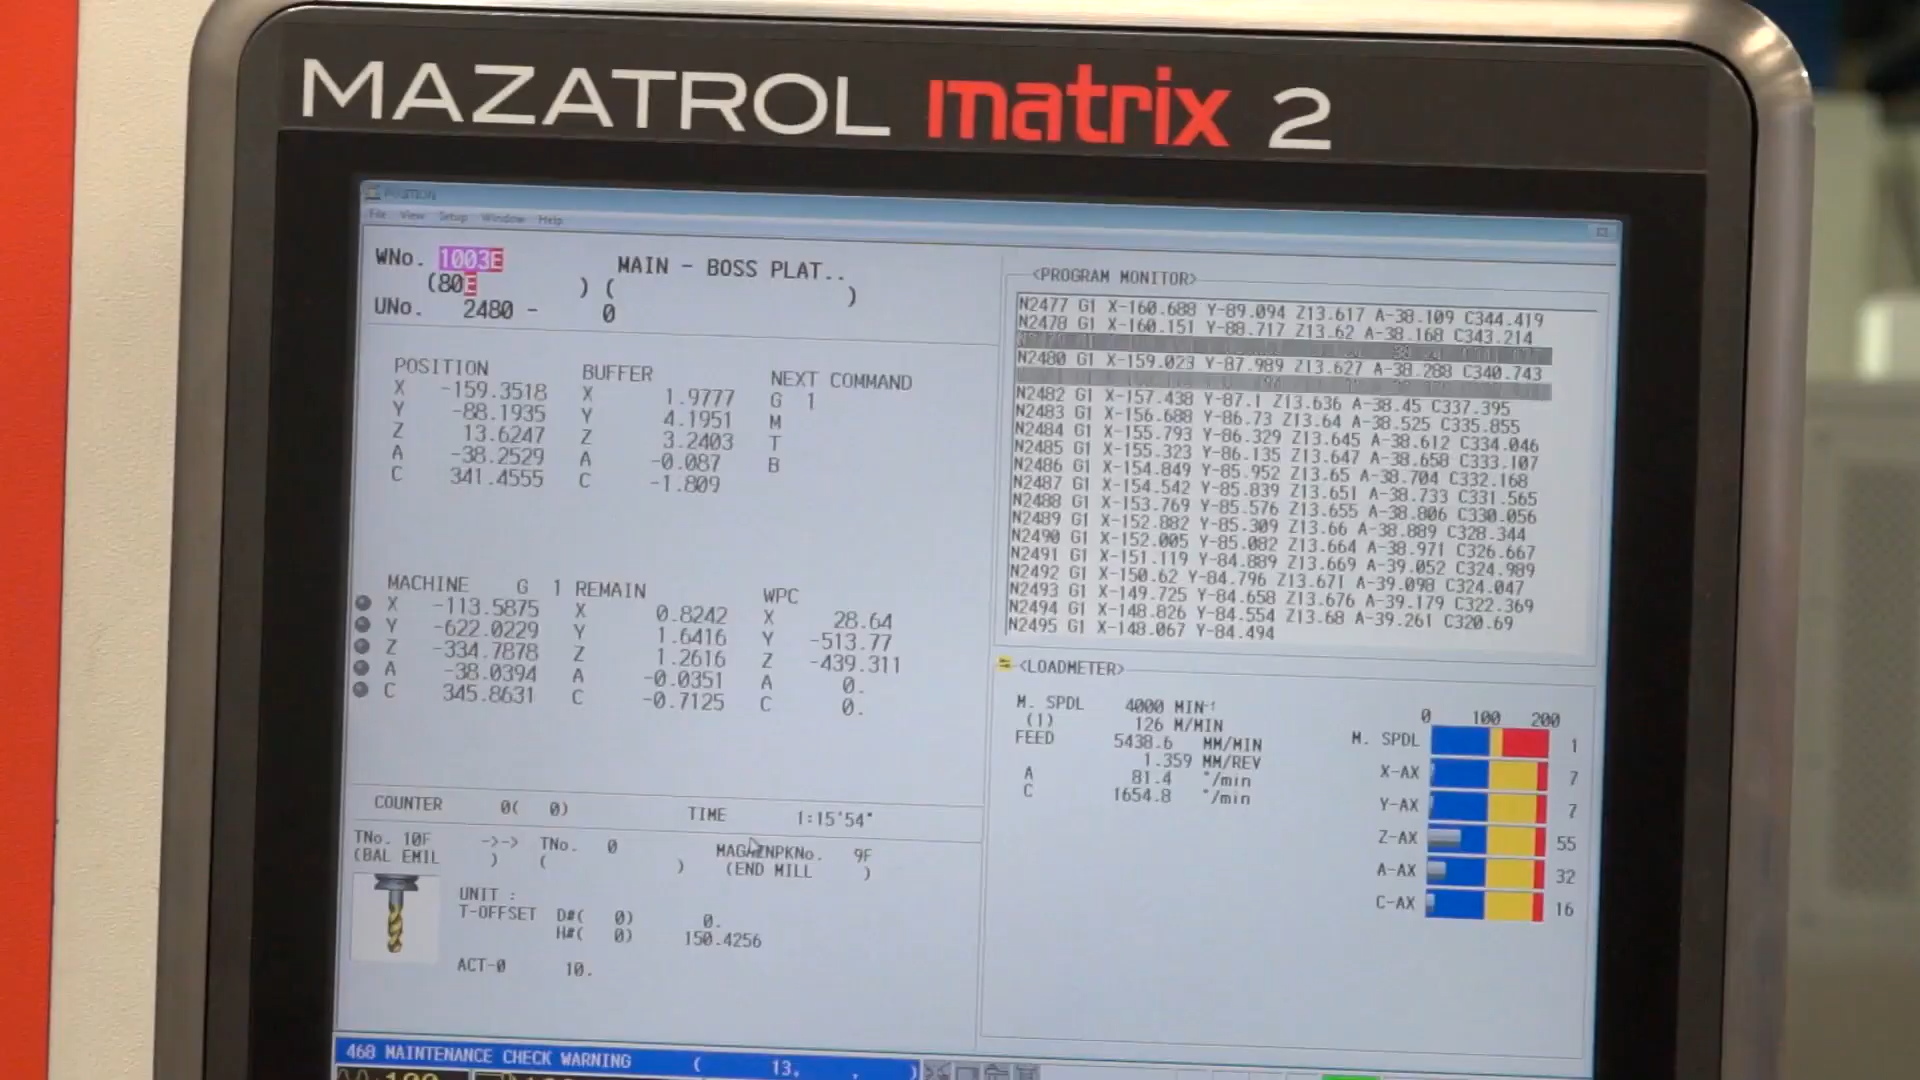 MAZATROL matrix 2
POSITION
File View Setup Window Help
WNo. 1003E MAIN - BOSS PLAT..
(80E ) ( )
UNo. 2480 - 0
POSITION
X -159.3518
Y -88.1935
Z 13.6247
A -38.2529
C 341.4555
BUFFER
X 1.9777
Y 4.1951
Z 3.2403
A -0.087
C -1.809
NEXT COMMAND
G 1
M
T
B
MACHINE G 1
X -113.5875
Y -622.0229
Z -334.7878
A -38.0394
C 345.8631
REMAIN
X 0.8242
Y 1.6416
Z 1.2616
A -0.0351
C -0.7125
WPC
X 28.64
Y -513.77
Z -439.311
A 0.
C 0.
COUNTER 0( 0) TIME 1:15'54"
TNo. 10F ->-> TNo. 0 9F
(BAL EMIL ) ( ) (END MILL )
UNIT :
T-OFFSET D#( 0) 0.
H#( 0) 150.4256
ACT-0 10.
<PROGRAM MONITOR>
N2477 G1 X-160.688 Y-89.094 Z13.617 A-38.109 C344.419
N2478 G1 X-160.151 Y-88.717 Z13.62 A-38.168 C343.214
N2480 G1 X-159.023 Y-87.989 Z13.627 A-38.288 C340.743
N2482 G1 X-157.438 Y-87.1 Z13.636 A-38.45 C337.395
N2483 G1 X-156.688 Y-86.73 Z13.64 A-38.525 C335.855
N2484 G1 X-155.793 Y-86.329 Z13.645 A-38.612 C334.046
N2485 G1 X-155.323 Y-86.135 Z13.647 A-38.658 C333.107
N2486 G1 X-154.849 Y-85.952 Z13.65 A-38.704 C332.168
N2487 G1 X-154.542 Y-85.839 Z13.651 A-38.733 C331.565
N2488 G1 X-153.769 Y-85.576 Z13.655 A-38.806 C330.056
N2489 G1 X-152.882 Y-85.309 Z13.66 A-38.889 C328.344
N2490 G1 X-152.005 Y-85.082 Z13.664 A-38.971 C326.667
N2491 G1 X-151.119 Y-84.889 Z13.669 A-39.052 C324.989
N2492 G1 X-150.62 Y-84.796 Z13.671 A-39.098 C324.047
N2493 G1 X-149.725 Y-84.658 Z13.676 A-39.179 C322.369
N2494 G1 X-148.826 Y-84.554 Z13.68 A-39.261 C320.69
N2495 G1 X-148.067 Y-84.494
<LOADMETER>
M. SPDL 4000 MIN-1
(1) 126 M/MIN
FEED 5438.6 MM/MIN
1.359 MM/REV
A 81.4 °/min
C 1654.8 °/min
0 100 200
M. SPDL 1
X-AX 7
Y-AX 7
Z-AX 55
A-AX 32
C-AX 16
468 MAINTENANCE CHECK WARNING ( 13, , )